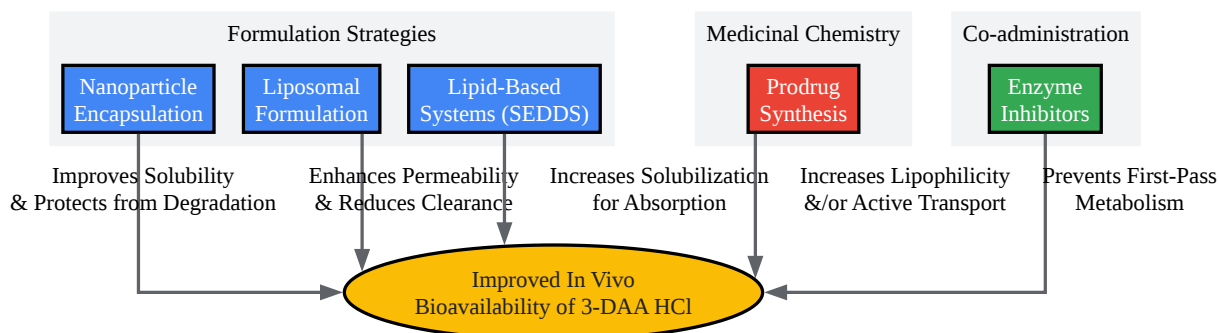 Formulation Strategies
Medicinal Chemistry
Co-administration
Nanoparticle
Encapsulation
Liposomal
Formulation
Lipid-Based
Systems (SEDDS)
Prodrug
Synthesis
Enzyme
Inhibitors
Improves Solubility
& Protects from Degradation
Enhances Permeability
& Reduces Clearance
Increases Solubilization
for Absorption
Increases Lipophilicity
&/or Active Transport
Prevents First-Pass
Metabolism
Improved In Vivo
Bioavailability of 3-DAA HCl